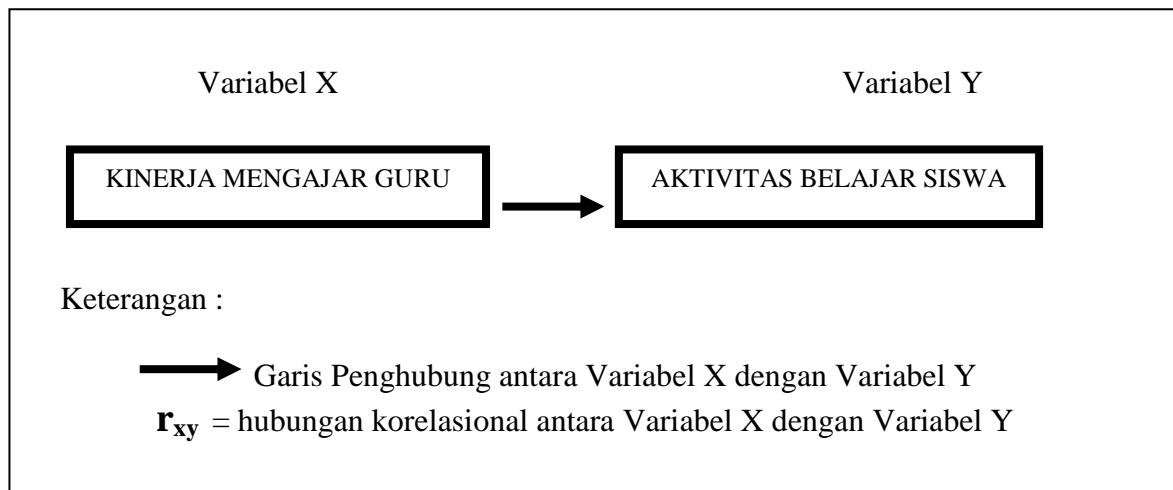 Variabel X Variabel Y
KINERJA MENGAJAR GURU AKTIVITAS BELAJAR SISWA
Keterangan :
Garis Penghubung antara Variabel X dengan Variabel Y
rxy = hubungan korelasional antara Variabel X dengan Variabel Y